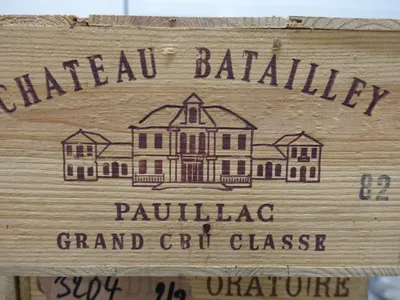 CHATEAU BATAILLEY
82
PAUILLAC
GRAND CRU CLASSE
3204
ORATOIRE